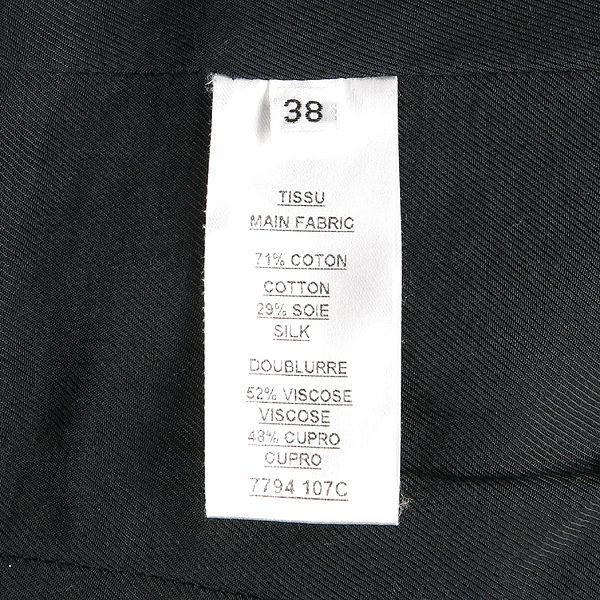 38
TISSU
MAIN FABRIC
71% COTON
COTTON
29% SOIE
SILK
DOUBLURRE
52% VISCOSE
VISCOSE
48% CUPRO
CUPRO
7794 107C